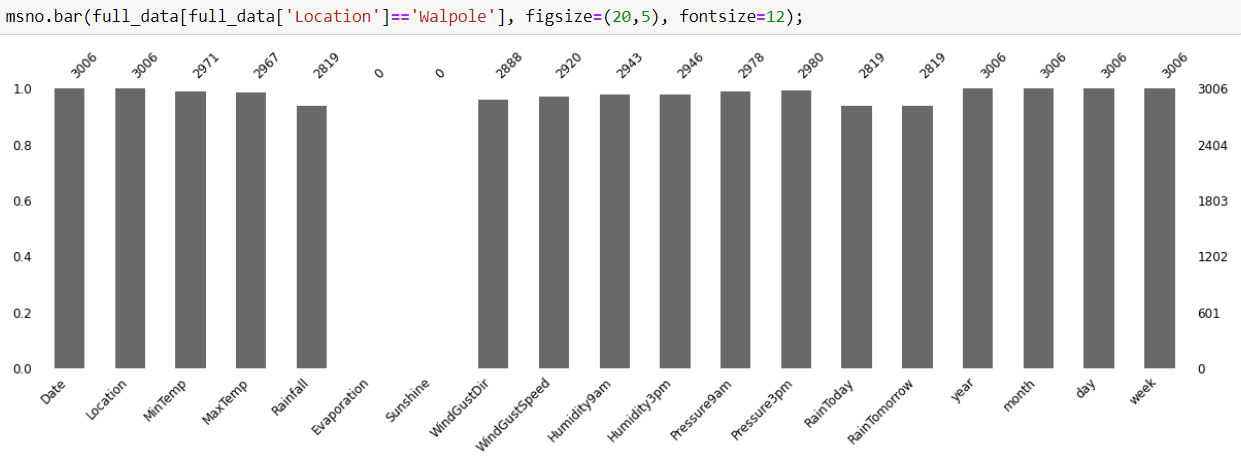 msno.bar(full_data[full_data['Location']=='Walpole'], figsize=(20,5), fontsize=12);
3006 3006 2971 2967 2819 0 0 2888 2920 2943 2946 2978 2980 2819 2819 3006 3006 3006 3006
1.0 3006
0.8 2404
0.6 1803
0.4 1202
0.2 601
0.0 0
Date Location MinTemp MaxTemp Rainfall Evaporation Sunshine WindGustDir WindGustSpeed Humidity9am Humidity3pm Pressure9am Pressure3pm RainToday RainTomorrow year month day week